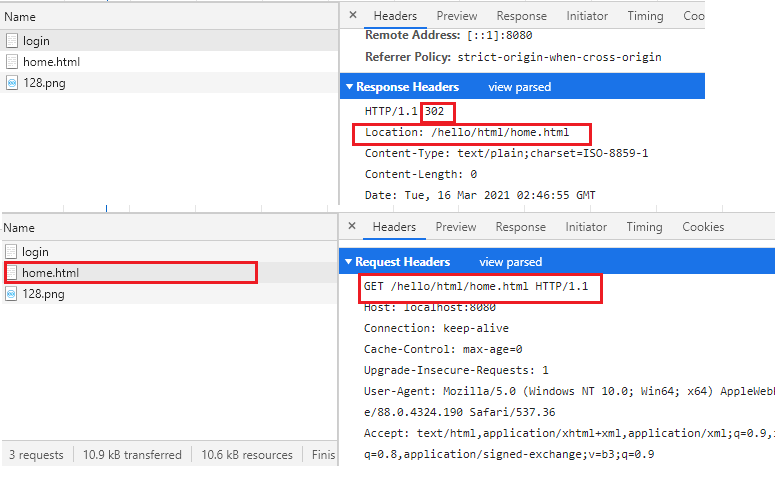 Name
login
home.html
128.png
× Headers Preview Response Initiator Timing Cookies
Remote Address: [::1]:8080
Referrer Policy: strict-origin-when-cross-origin
Response Headers view parsed
HTTP/1.1 302
Location: /hello/html/home.html
Content-Type: text/plain;charset=ISO-8859-1
Content-Length: 0
Date: Tue, 16 Mar 2021 02:46:55 GMT
Name
login
home.html
128.png
3 requests 10.9 kB transferred 10.6 kB resources Finis
× Headers Preview Response Initiator Timing Cookies
Request Headers view parsed
GET /hello/html/home.html HTTP/1.1
Host: localhost:8080
Connection: keep-alive
Cache-Control: max-age=0
Upgrade-Insecure-Requests: 1
User-Agent: Mozilla/5.0 (Windows NT 10.0; Win64; x64) AppleWebK
e/88.0.4324.190 Safari/537.36
Accept: text/html,application/xhtml+xml,application/xml;q=0.9,i
q=0.8,application/signed-exchange;v=b3;q=0.9